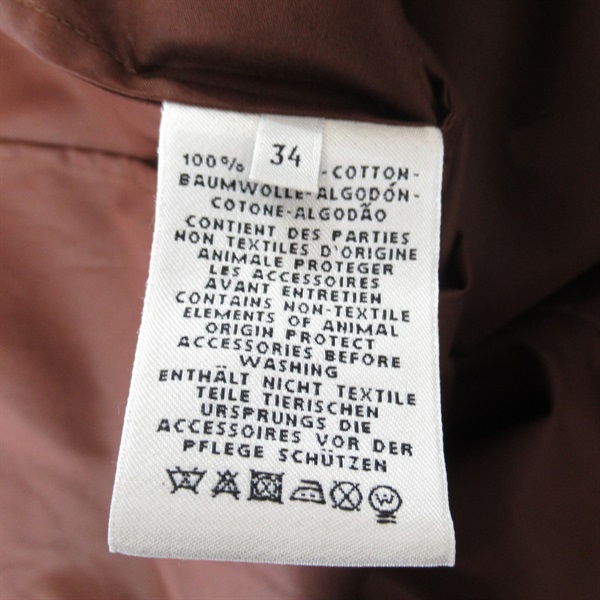 34
100% -COTTON-
BAUMWOLLE-ALGODÓN-
COTONE-ALGODÃO
CONTIENT DES PARTIES
NON TEXTILES D'ORIGINE
ANIMALE PROTEGER
LES ACCESSOIRES
AVANT ENTRETIEN
CONTAINS NON-TEXTILE
ELEMENTS OF ANIMAL
ORIGIN PROTECT
ACCESSORIES BEFORE
WASHING
ENTHÄLT NICHT TEXTILE
TEILE TIERISCHEN
URSPRUNGS DIE
ACCESSOIRES VOR DER
PFLEGE SCHÜTZEN
W